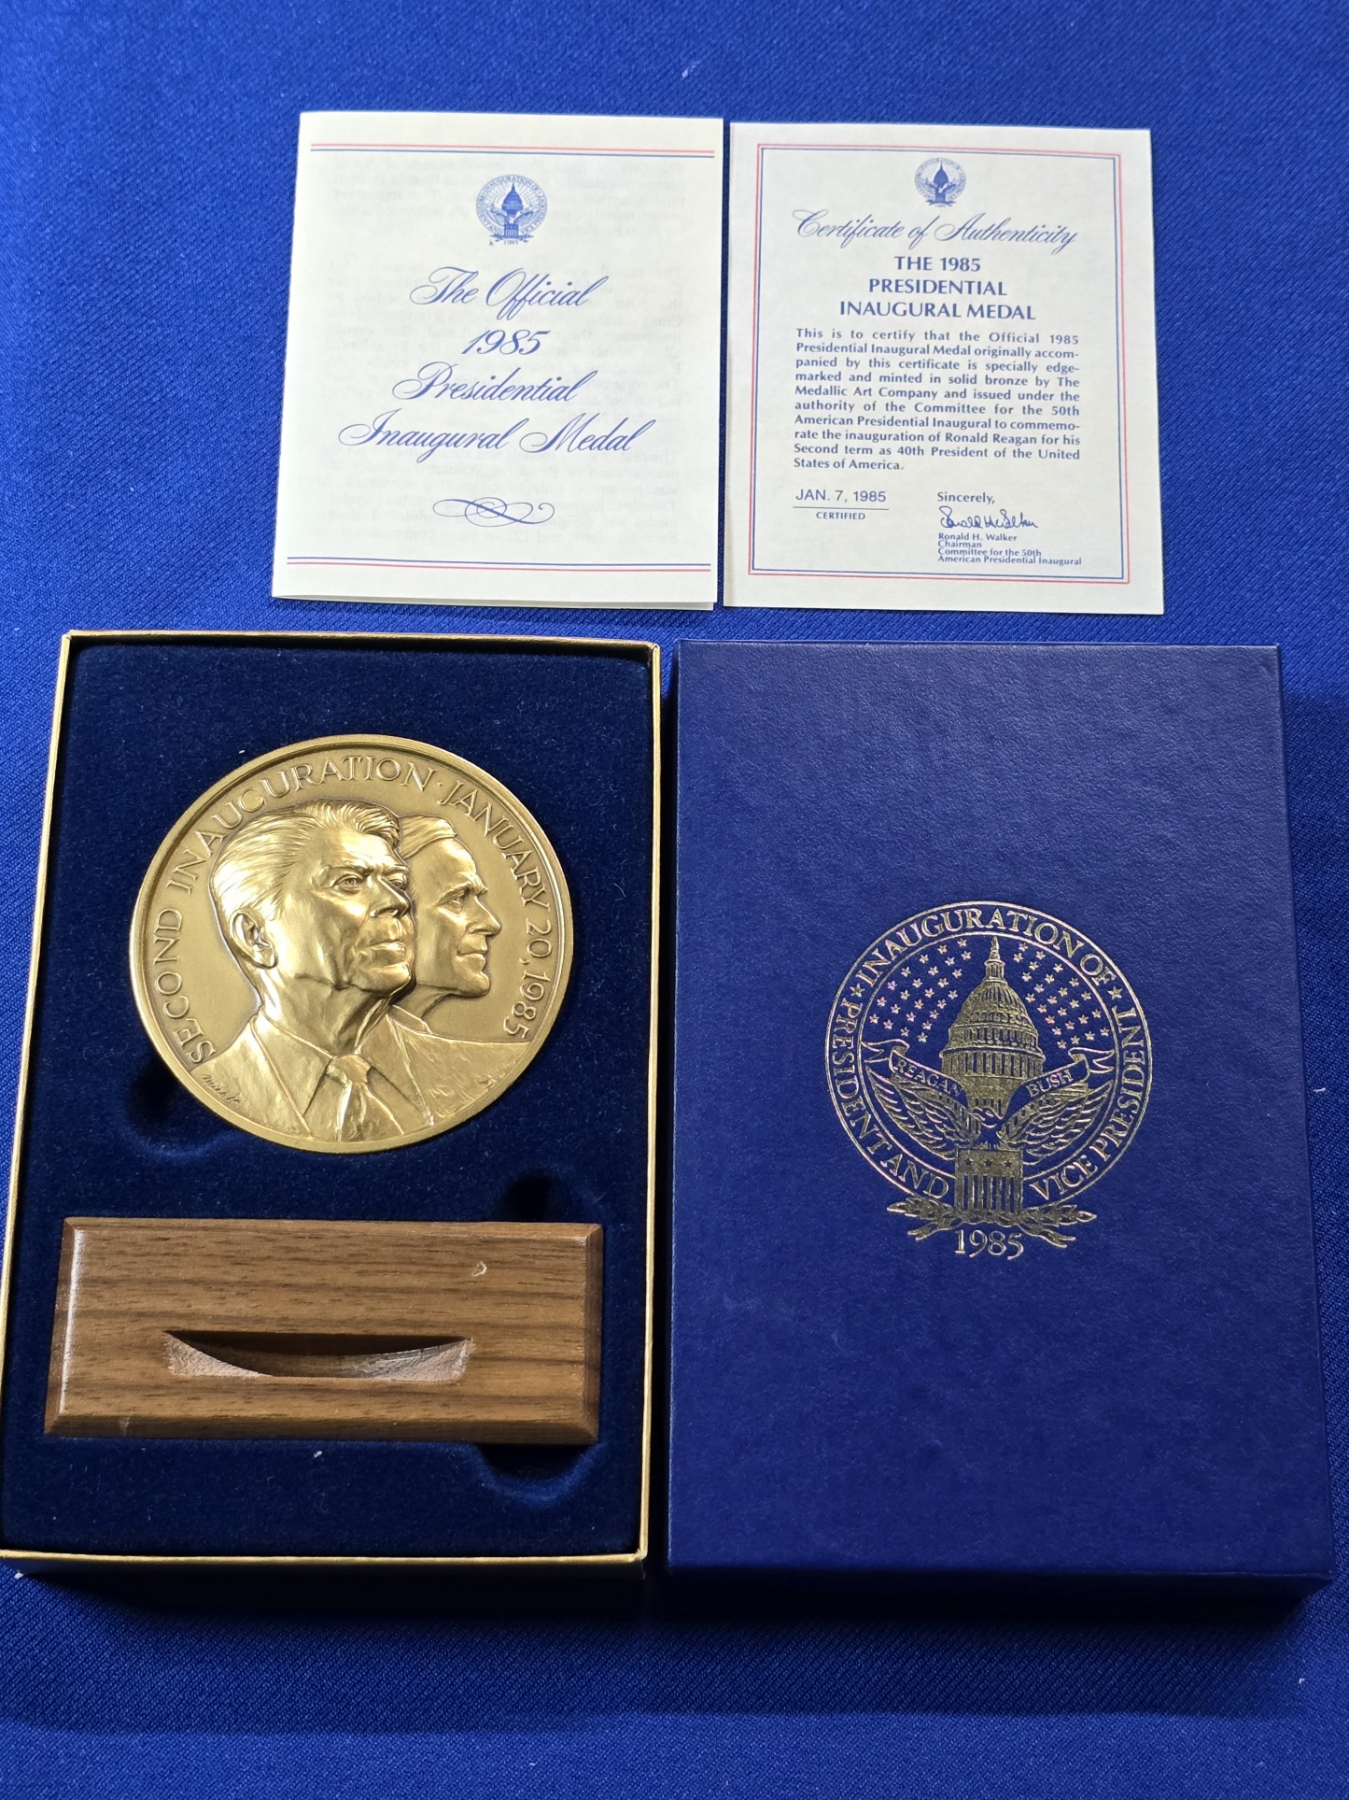 The Official
1985
Presidential
Inaugural Medal
Certificate of Authenticity
THE 1985
PRESIDENTIAL
INAUGURAL MEDAL
This is to certify that the Official 1985
Presidential Inaugural Medal originally accom-
panied by this certificate is specially edge-
marked and minted in solid bronze by The
Medallic Art Company and issued under the
authority of the Committee for the 50th
American Presidential Inaugural to commemo-
rate the inauguration of Ronald Reagan for his
Second term as 40th President of the United
States of America.
JAN. 7, 1985
CERTIFIED
Sincerely,
Ronald H. Walker
Ronald H. Walker
Chairman
Committee for the 50th
American Presidential Inaugural
SECOND INAUGURATION · JANUARY 20, 1985
INAUGURATION OF
PRESIDENT AND VICE PRESIDENT
REAGAN BUSH
1985